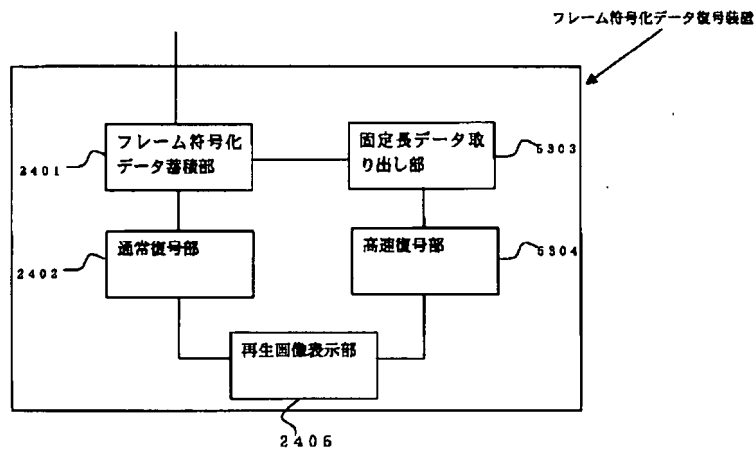 フレーム符号化データ復号装置
フレーム符号化
データ蓄積部
2401
固定長データ取
り出し部
5303
通常復号部
2402
高速復号部
5304
再生画像表示部
2405